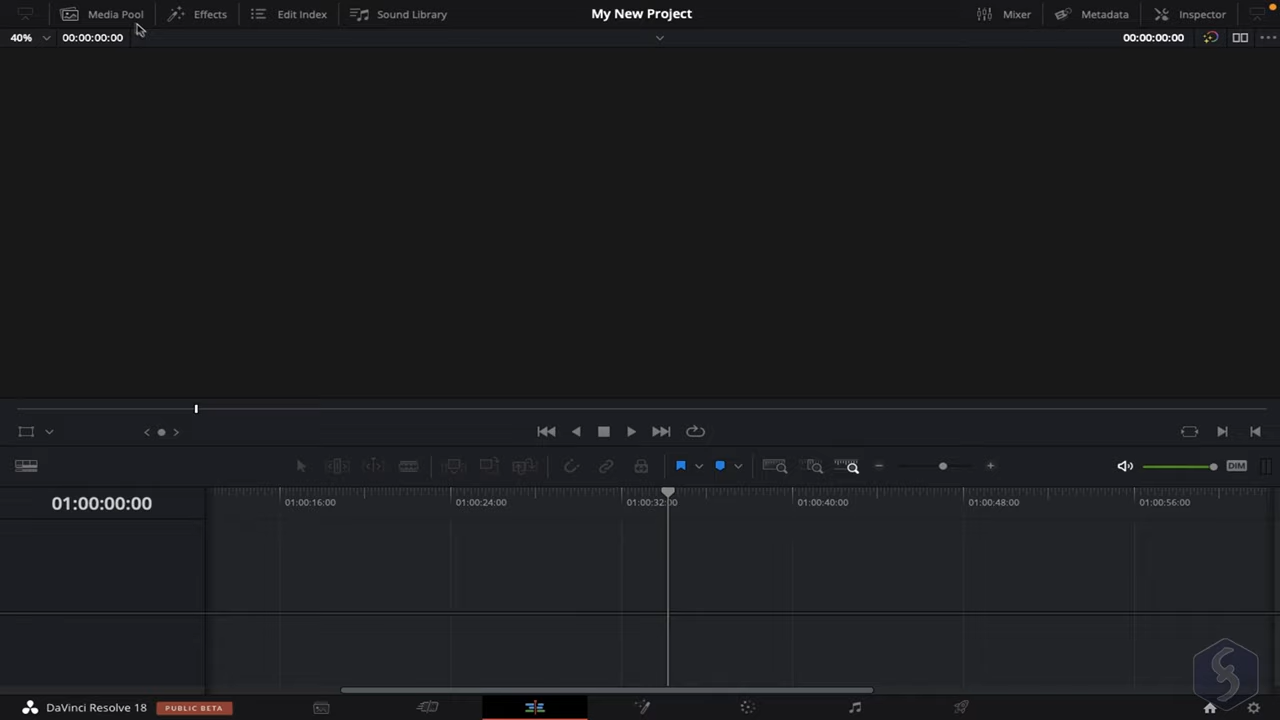 Media Pool
Effects
Edit Index
Sound Library
My New Project
Mixer
Metadata
Inspector
40%
00:00:00:00
00:00:00:00
DIM
01:00:00:00
01:00:16:00
01:00:24:00
01:00:32:00
01:00:40:00
01:00:48:00
01:00:56:00
DaVinci Resolve 18
PUBLIC BETA